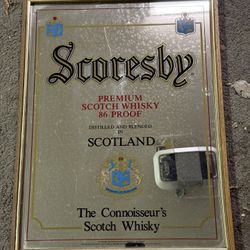 Scoresby
PREMIUM
SCOTCH WHISKY
86 PROOF
DISTILLED AND BLENDED
IN
SCOTLAND
The Connoisseur's
Scotch Whisky